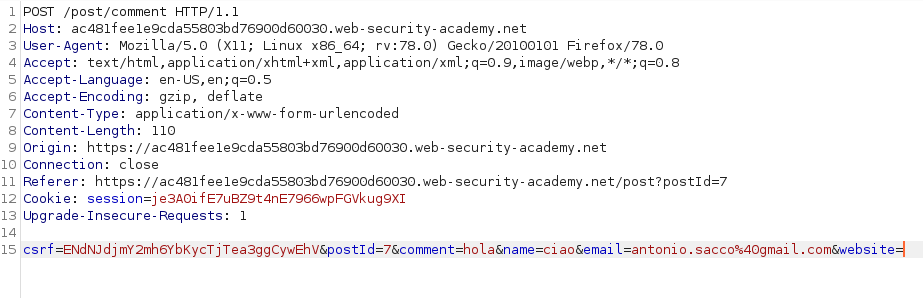 1 POST /post/comment HTTP/1.1
2 Host: ac481fee1e9cda55803bd76900d60030.web-security-academy.net
3 User-Agent: Mozilla/5.0 (X11; Linux x86_64; rv:78.0) Gecko/20100101 Firefox/78.0
4 Accept: text/html,application/xhtml+xml,application/xml;q=0.9,image/webp,*/*;q=0.8
5 Accept-Language: en-US,en;q=0.5
6 Accept-Encoding: gzip, deflate
7 Content-Type: application/x-www-form-urlencoded
8 Content-Length: 110
9 Origin: https://ac481fee1e9cda55803bd76900d60030.web-security-academy.net
10 Connection: close
11 Referer: https://ac481fee1e9cda55803bd76900d60030.web-security-academy.net/post?postId=7
12 Cookie: session=je3A0ifE7uBZ9t4nE7966wpFGVkug9XI
13 Upgrade-Insecure-Requests: 1
14
15 csrf=ENdNJdjmY2mh6YbKycTjTea3ggCywEhV&postId=7&comment=hola&name=ciao&email=antonio.sacco%40gmail.com&website=